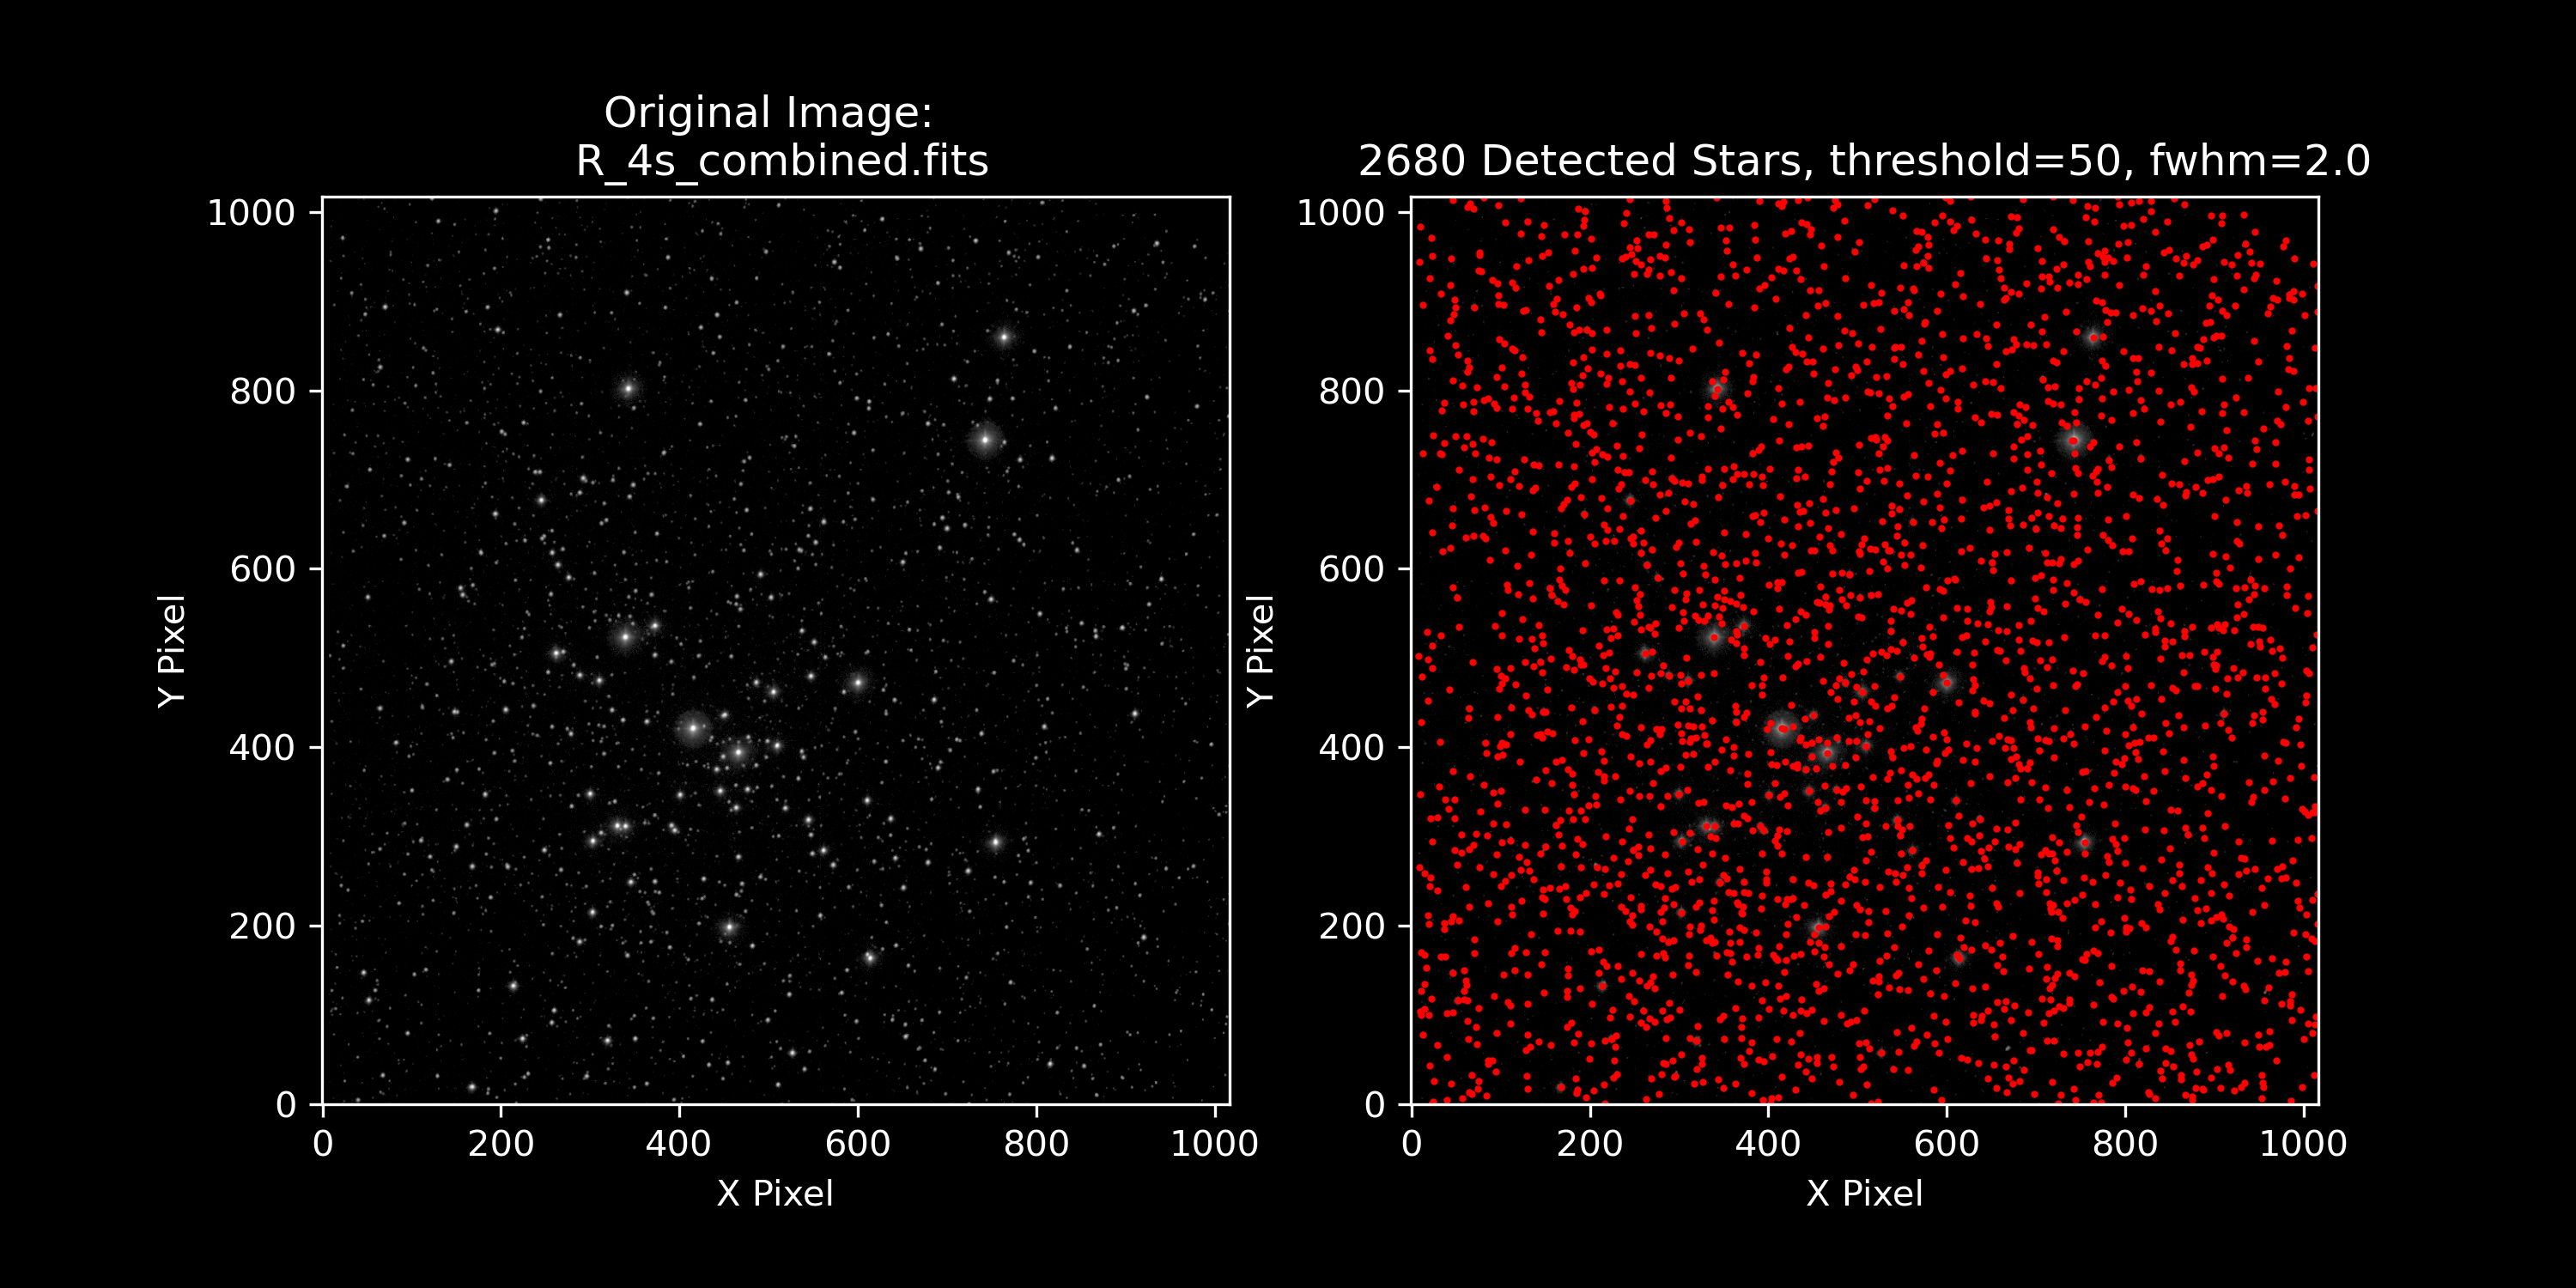 Original Image:
R_4s_combined.fits
1000
800
600
400
200
0
Y Pixel
0 200 400 600 800 1000
X Pixel
2680 Detected Stars, threshold=50, fwhm=2.0
1000
800
600
400
200
0
Y Pixel
0 200 400 600 800 1000
X Pixel